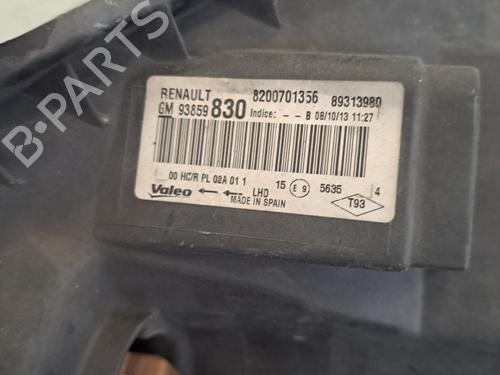 RENAULT 8200701356 89313980
GM 93859 830 Indice: - - B 08/10/13 11:27
00 HC/R PL 02A 01 1 15 E 9 5635 4
Valeo LHD T93
MADE IN SPAIN
B-PARTS